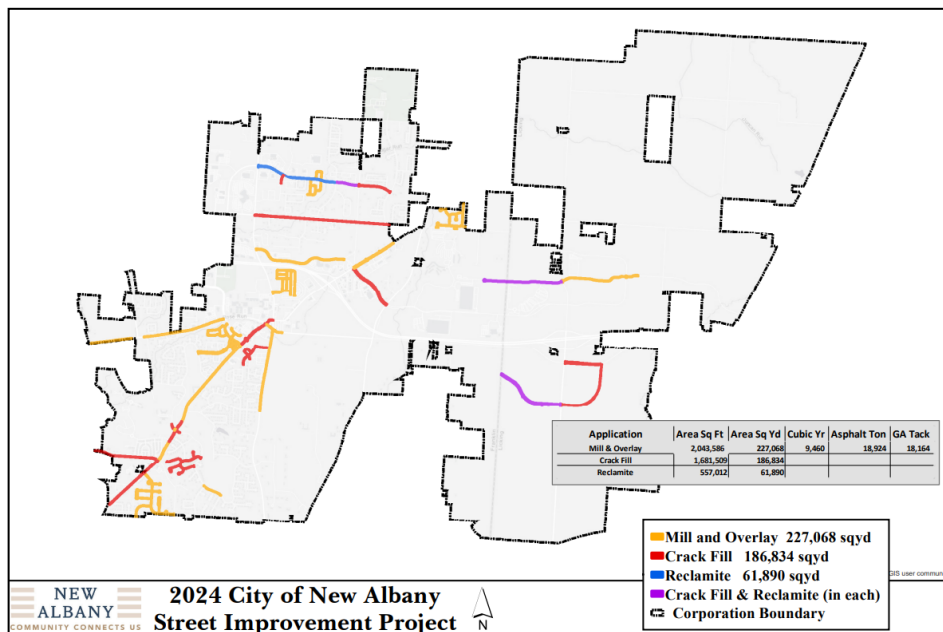 Application Area Sq Ft Area Sq Yd Cubic Yr Asphalt Ton GA Tack
Mill & Overlay 2,043,586 227,068 9,460 18,924 18,164
Crack Fill 1,681,509 186,834
Reclamite 557,012 61,890
Mill and Overlay 227,068 sqyd
Crack Fill 186,834 sqyd
Reclamite 61,890 sqyd
Crack Fill & Reclamite (in each)
Corporation Boundary
GIS user commun
NEW
ALBANY
COMMUNITY CONNECTS US
2024 City of New Albany
Street Improvement Project
N